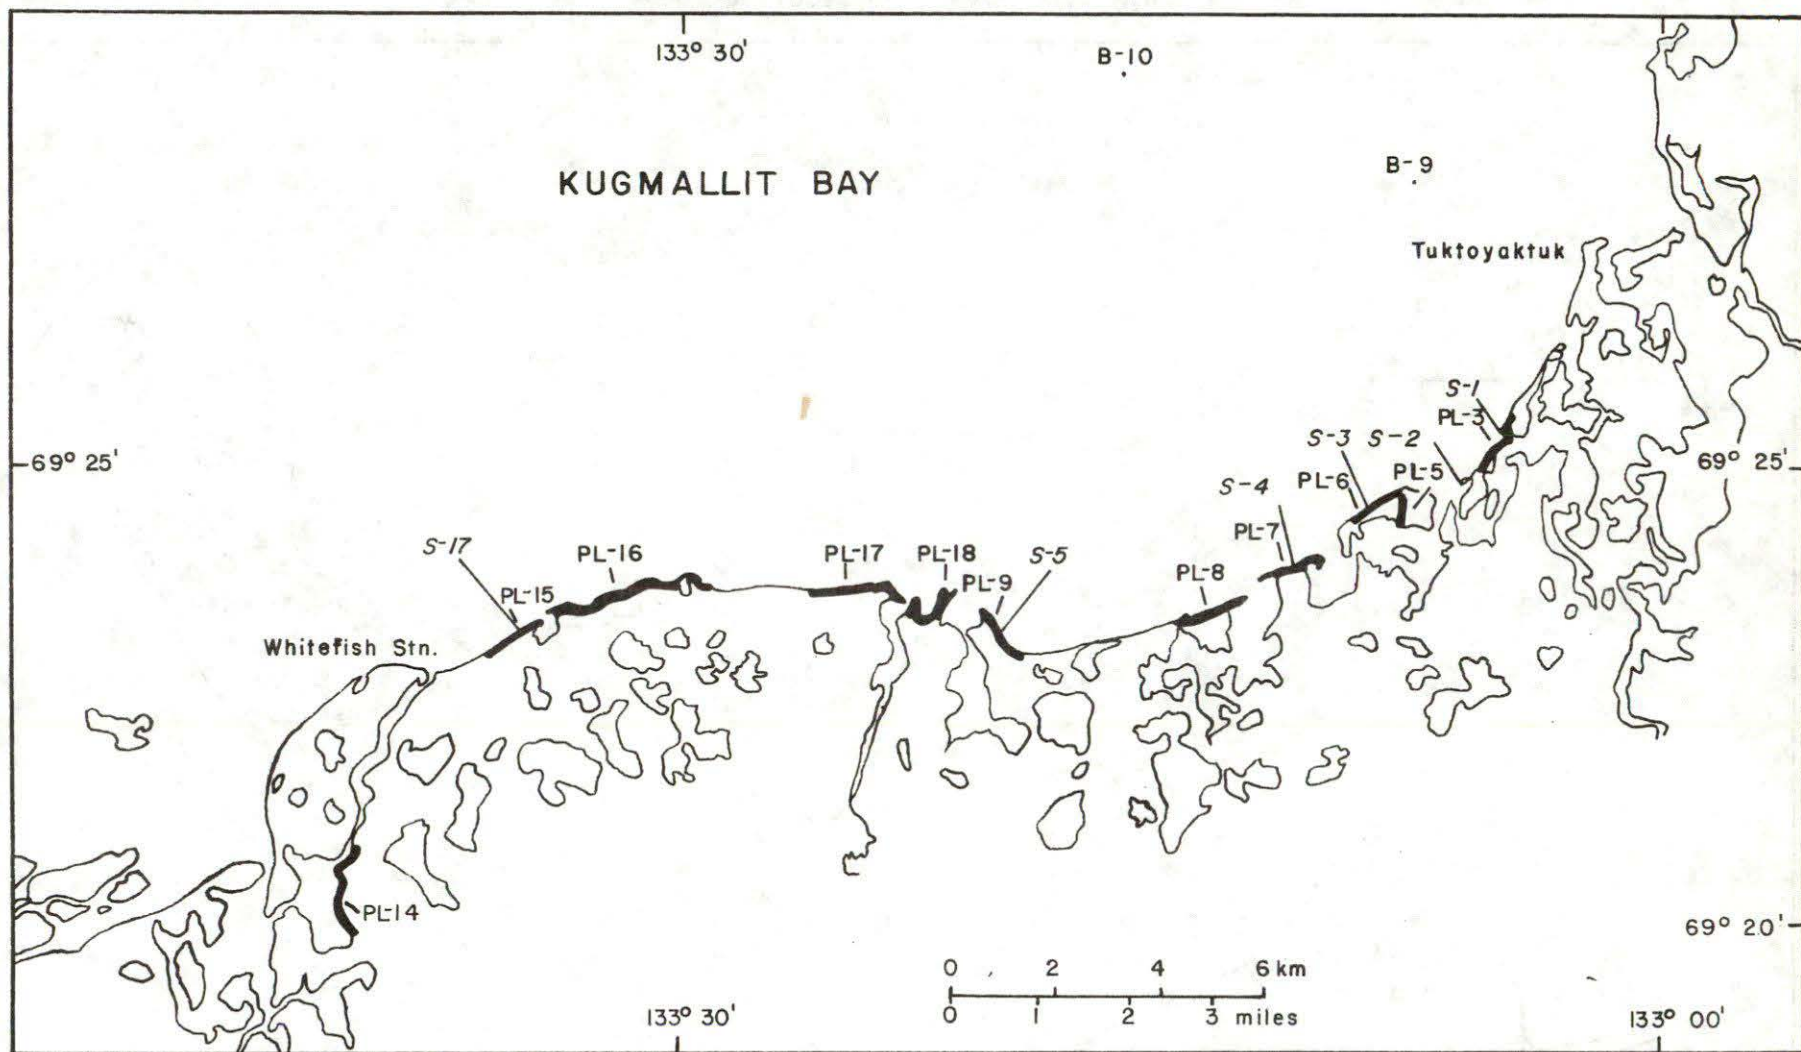 133° 30'
B-10
KUGMALLIT BAY
B-9
Tuktoyaktuk
S-1
PL-3
S-3 S-2
69° 25'
69° 25'
PL-6
PL-5
S-4
PL-7
S-17
PL-16
PL-17
PL-18
S-5
PL-15
PL-9
PL-8
Whitefish Stn.
PL-14
69° 20'
0 2 4 6 km
0 1 2 3 miles
133° 30'
133° 00'